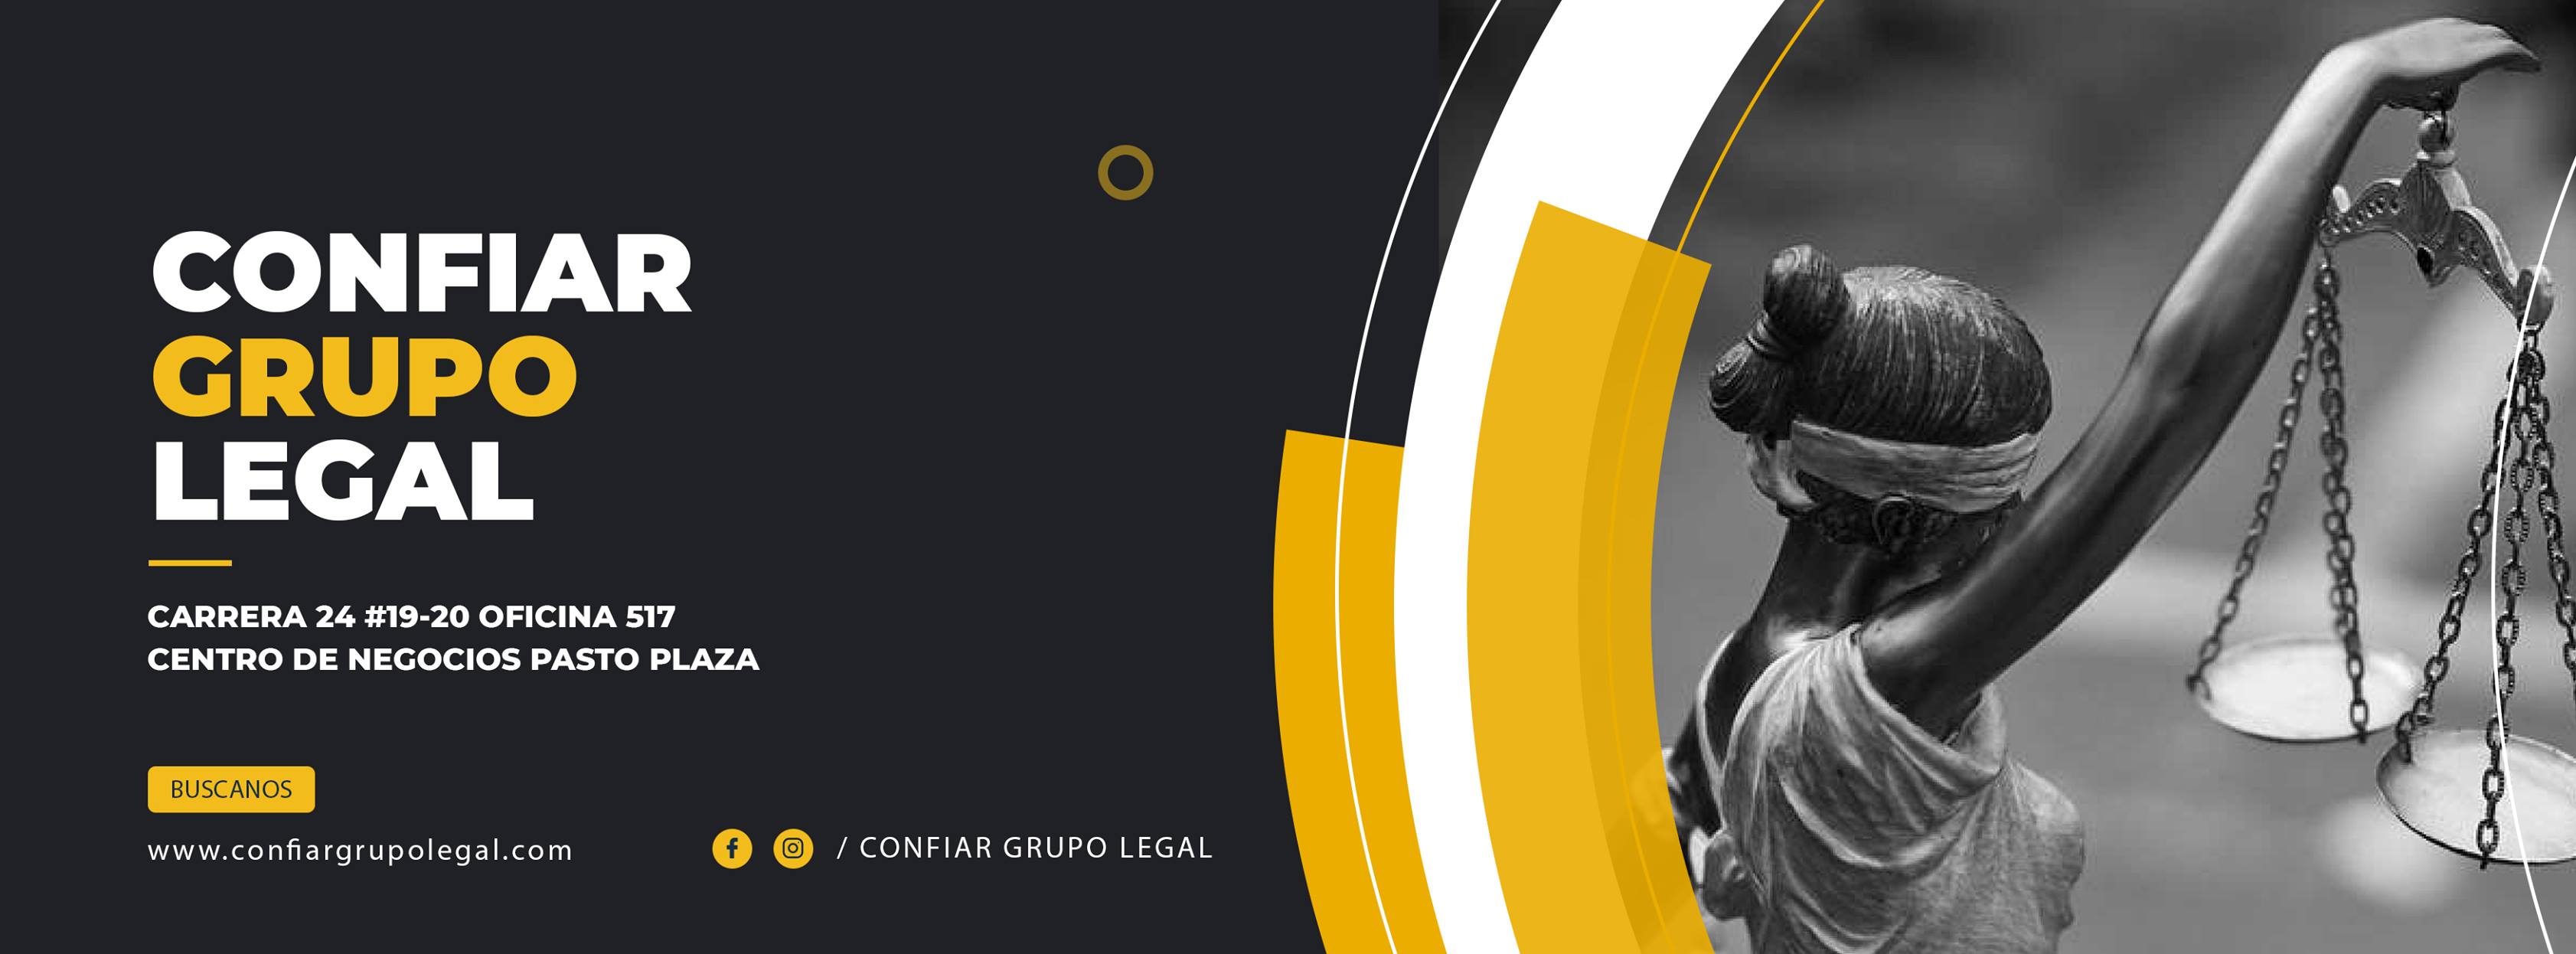 CONFIAR
GRUPO
LEGAL
CARRERA 24 #19-20 OFICINA 517
CENTRO DE NEGOCIOS PASTO PLAZA
BUSCANOS
www.confiargrupolegal.com
/ CONFIAR GRUPO LEGAL